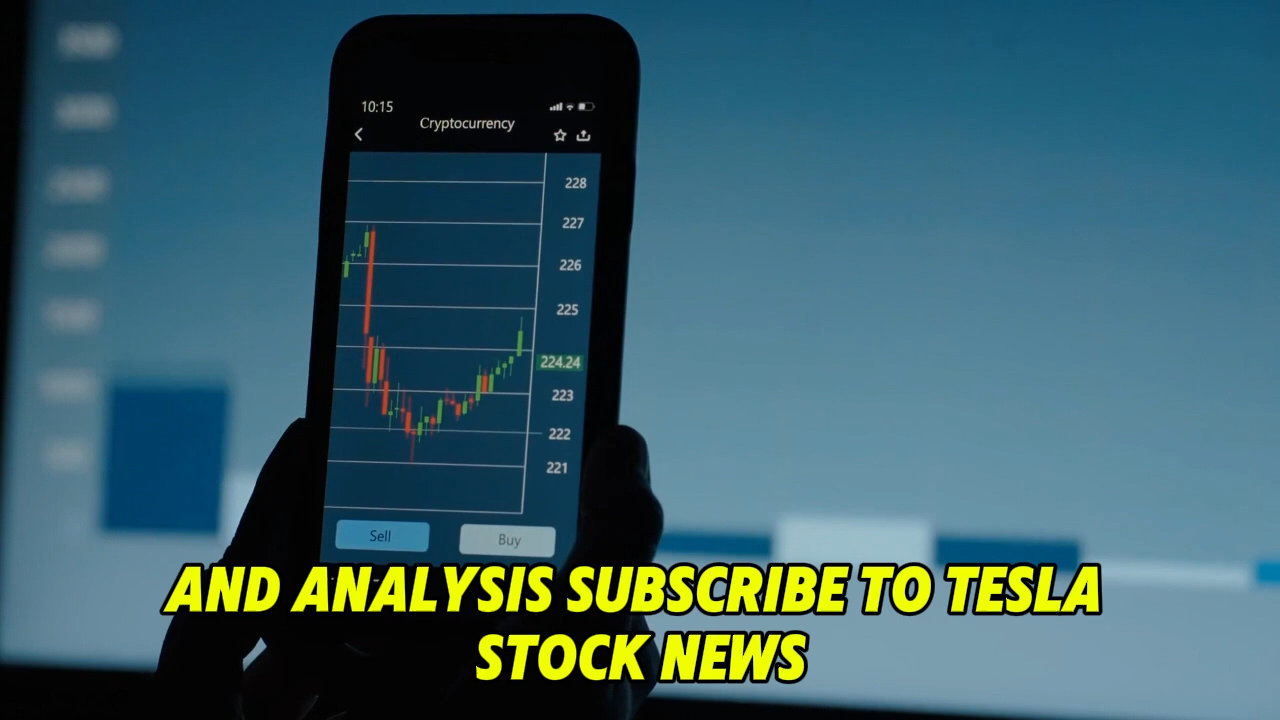 10:15
Cryptocurrency
228
227
226
225
224.24
223
222
221
Sell
Buy
AND ANALYSIS SUBSCRIBE TO TESLA
STOCK NEWS